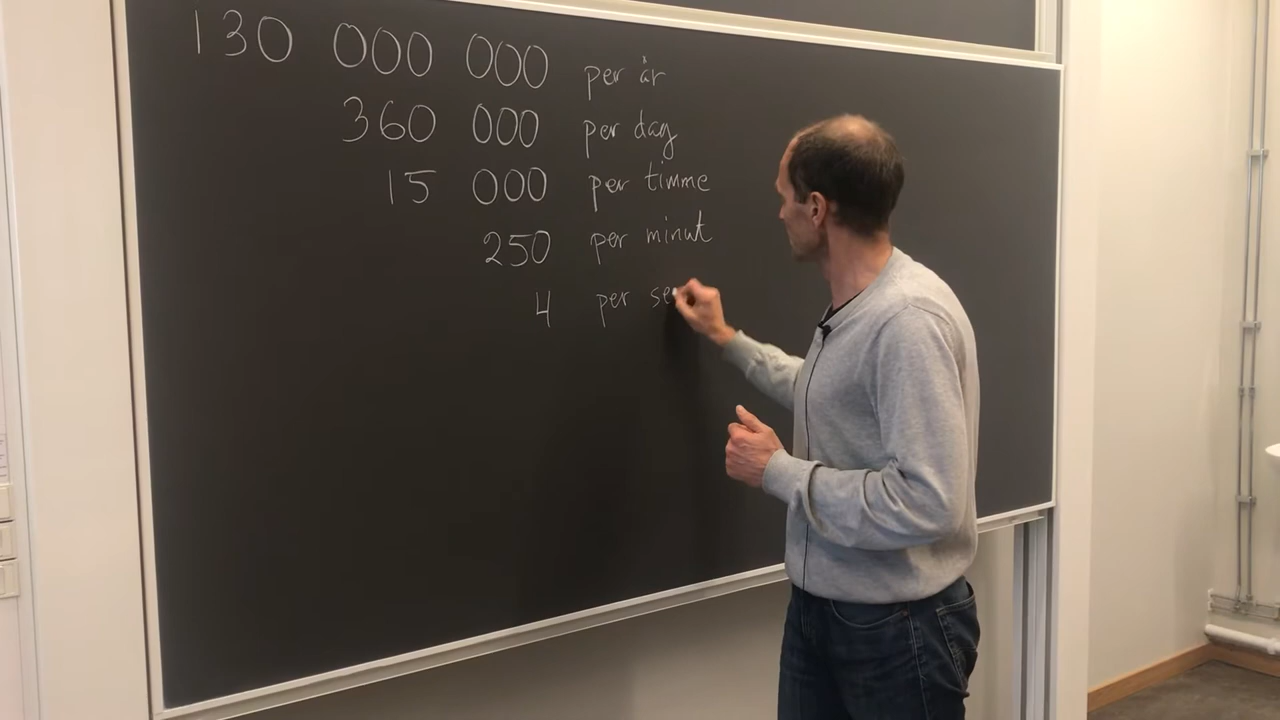 130 000 000 per år
360 000 per dag
15 000 per timme
250 per minut
4 per se